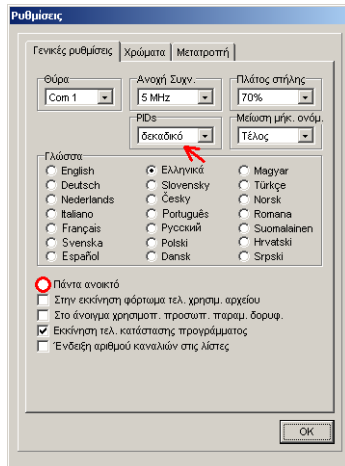 Ρυθμίσεις
Γενικές ρυθμίσεις Χρώματα Μετατροπή
Θύρα Ανοχή Συχν. Πλάτος στήλης
Com 1 5 MHz 70%
PIDs Μείωση μήκ. ονόμ.
δεκαδικό Τέλος
Γλώσσα
English Ελληνικά Magyar
Deutsch Slovensky Türkçe
Nederlands Česky Norsk
Italiano Português Romana
Français Русский Suomalainen
Svenska Polski Hrvatski
Español Dansk Srpski
Πάντα ανοικτό
Στην εκκίνηση φόρτωμα τελ. χρησιμ. αρχείου
Στο άνοιγμα χρησιμοπ. προσωπ. παραμ. δορυφ.
Εκκίνηση τελ. κατάστασης προγράμματος
Ένδειξη αριθμού καναλιών στις λίστες
OK